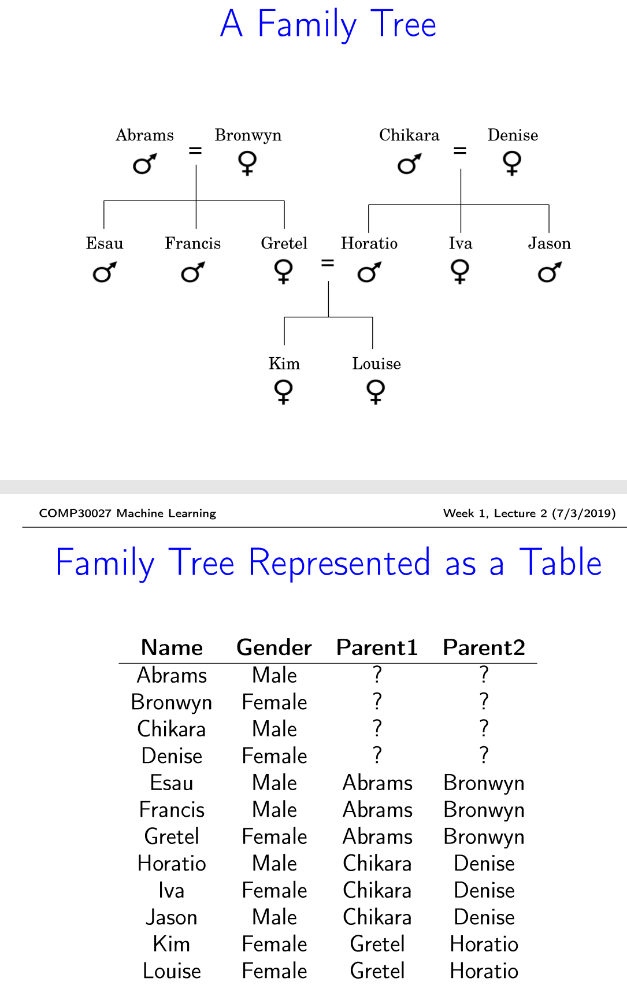 A Family Tree
Abrams = Bronwyn Chikara = Denise
♂ ♀ ♂ ♀
Esau Francis Gretel = Horatio Iva Jason
♂ ♂ ♀ ♂ ♀ ♂
Kim Louise
♀ ♀
COMP30027 Machine Learning Week 1, Lecture 2 (7/3/2019)
Family Tree Represented as a Table
Name Gender Parent1 Parent2
Abrams Male ? ?
Bronwyn Female ? ?
Chikara Male ? ?
Denise Female ? ?
Esau Male Abrams Bronwyn
Francis Male Abrams Bronwyn
Gretel Female Abrams Bronwyn
Horatio Male Chikara Denise
Iva Female Chikara Denise
Jason Male Chikara Denise
Kim Female Gretel Horatio
Louise Female Gretel Horatio